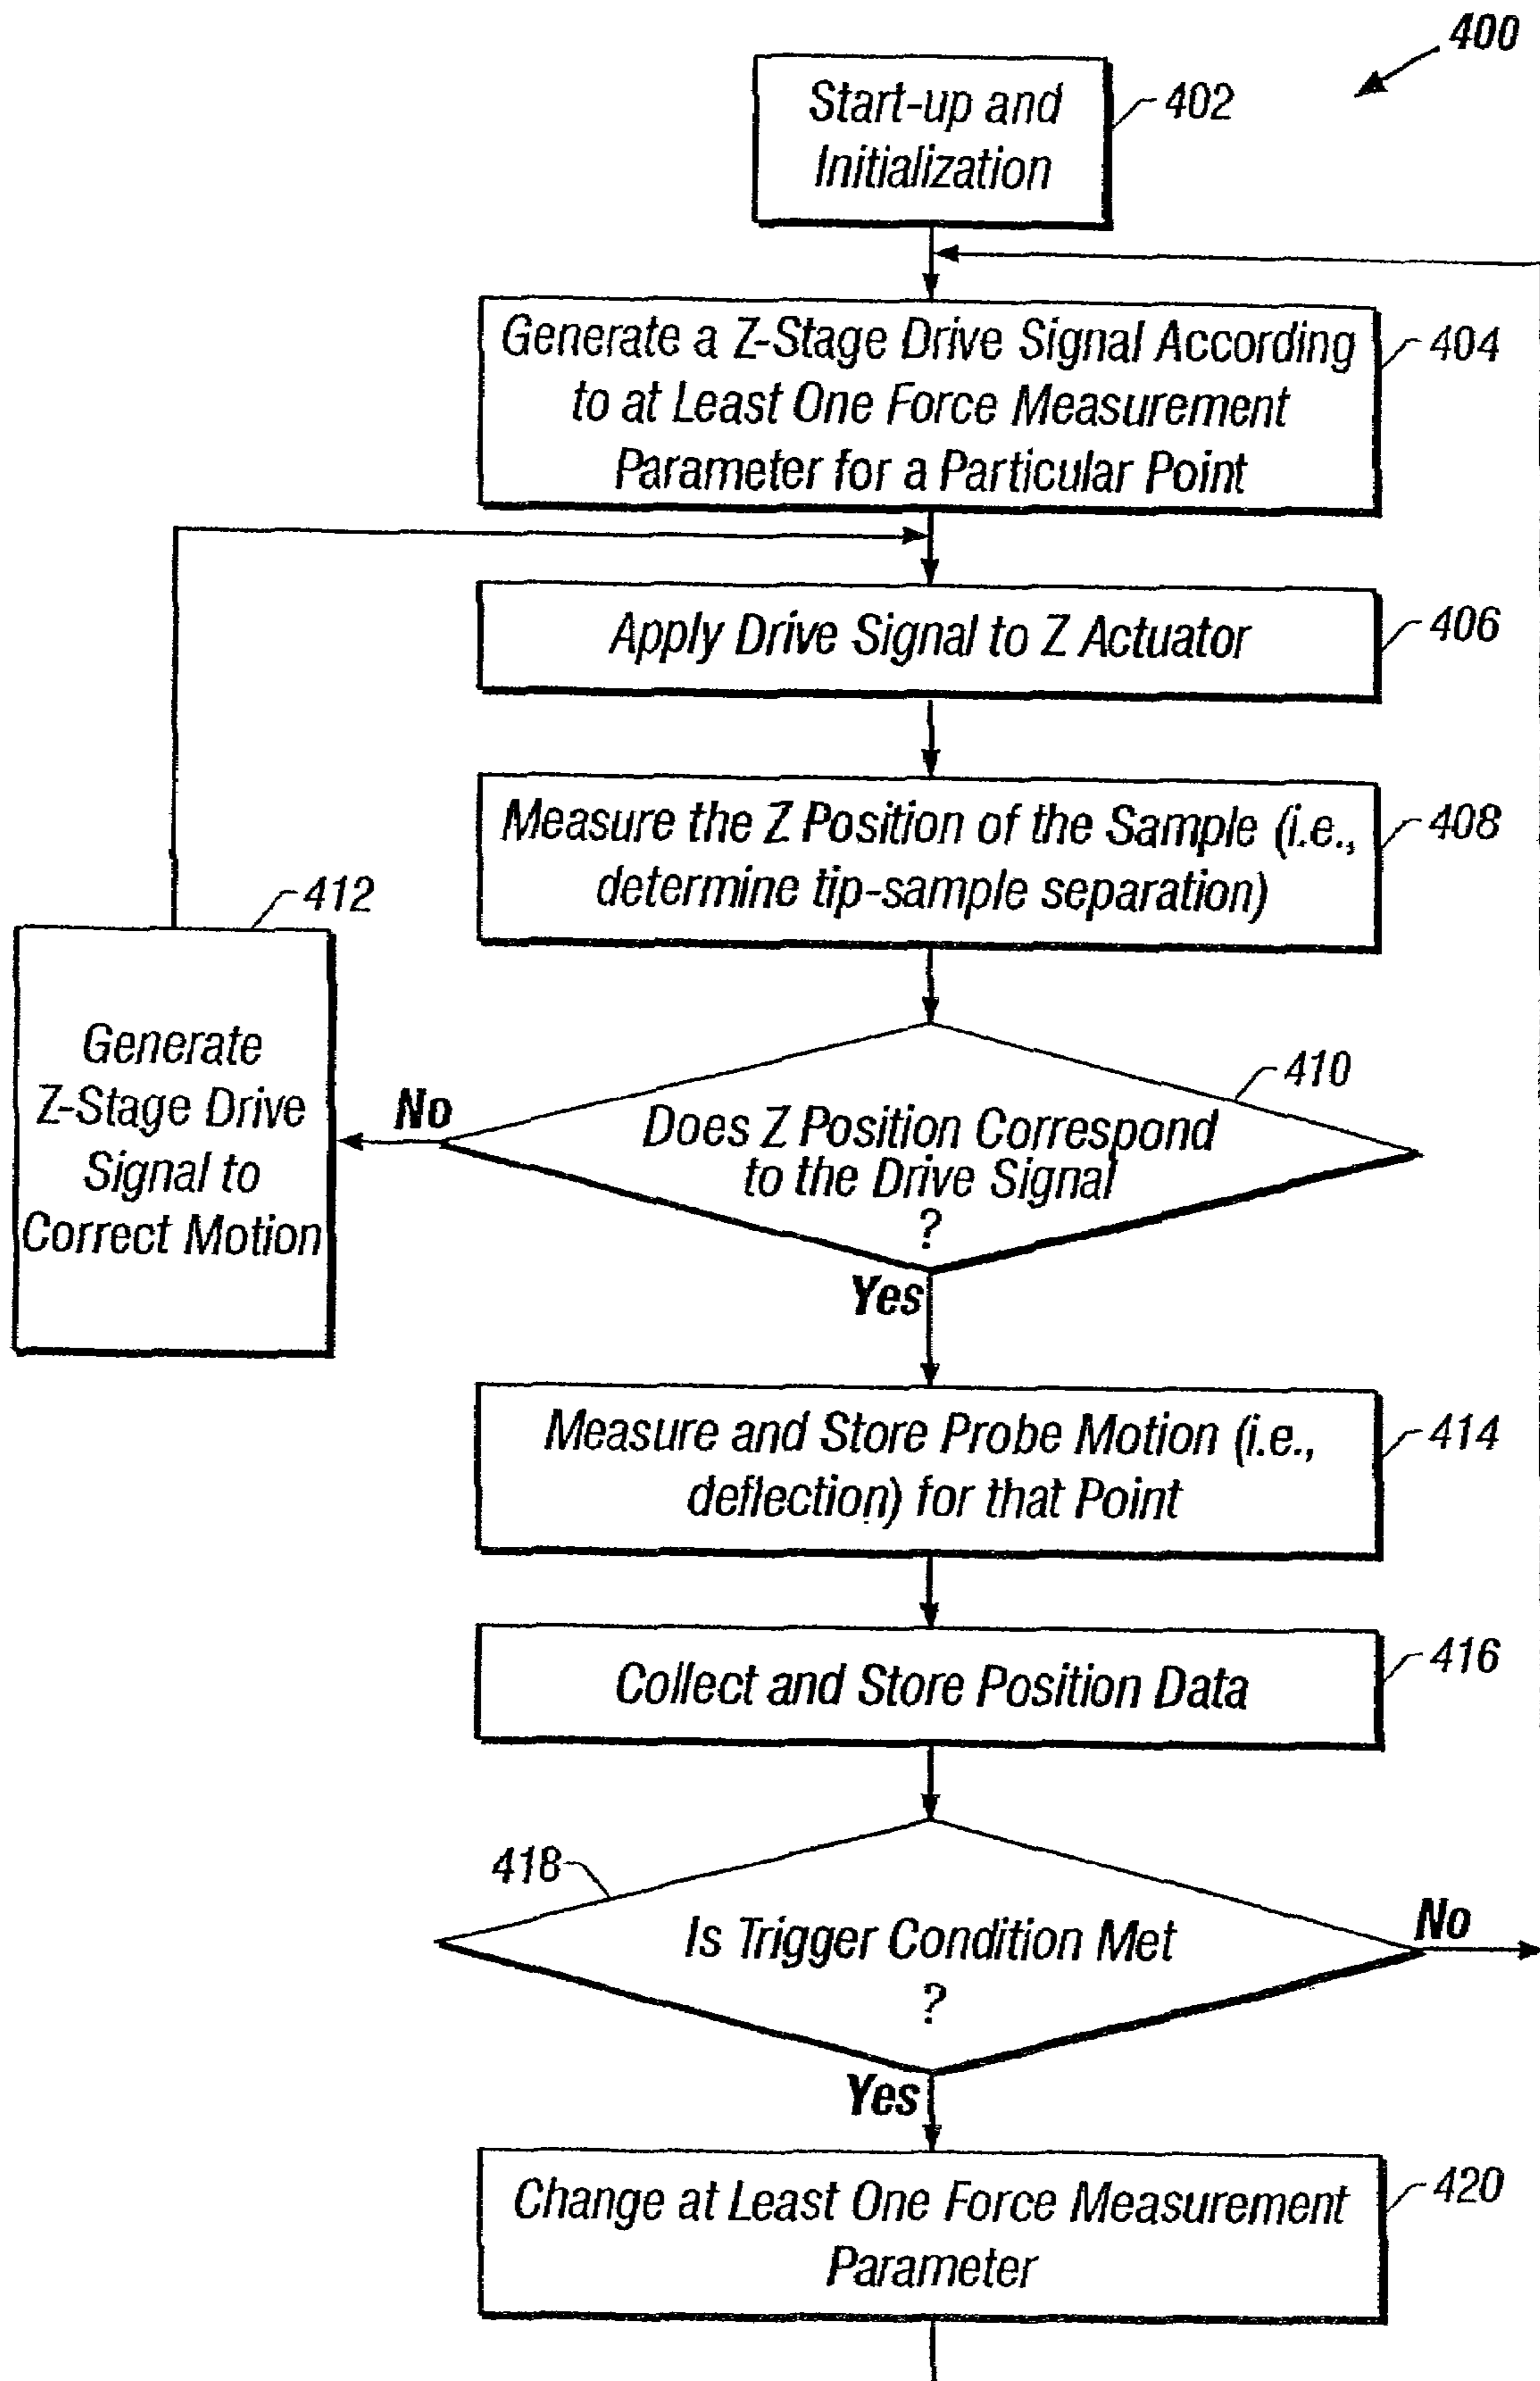 400
Start-up and
Initialization
402
Generate a Z-Stage Drive Signal According
to at Least One Force Measurement
Parameter for a Particular Point
404
Apply Drive Signal to Z Actuator
406
Measure the Z Position of the Sample (i.e.,
determine tip-sample separation)
408
412
Generate
Z-Stage Drive
Signal to
Correct Motion
No
410
Does Z Position Correspond
to the Drive Signal
?
Yes
Measure and Store Probe Motion (i.e.,
deflection) for that Point
414
Collect and Store Position Data
416
418
Is Trigger Condition Met
?
No
Yes
Change at Least One Force Measurement
Parameter
420